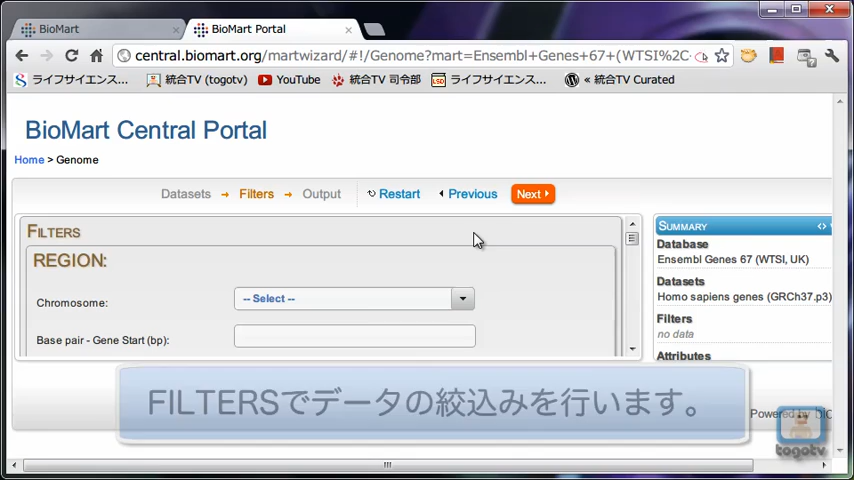 BioMart
BioMart Portal
central.biomart.org/martwizard/#!/Genome?mart=Ensembl+Genes+67+(WTSI%2C
ライフサイエンス...
統合TV (togotv)
YouTube
統合TV 司令部
ライフサイエンス...
« 統合TV Curated
BioMart Central Portal
Home > Genome
Datasets → Filters → Output
Restart
Previous
Next
FILTERS
REGION:
Chromosome:
-- Select --
Base pair - Gene Start (bp):
SUMMARY
Database
Ensembl Genes 67 (WTSI, UK)
Datasets
Homo sapiens genes (GRCh37.p3)
Filters
no data
Attributes
FILTERSでデータの絞込みを行います。
Powered by
togotv